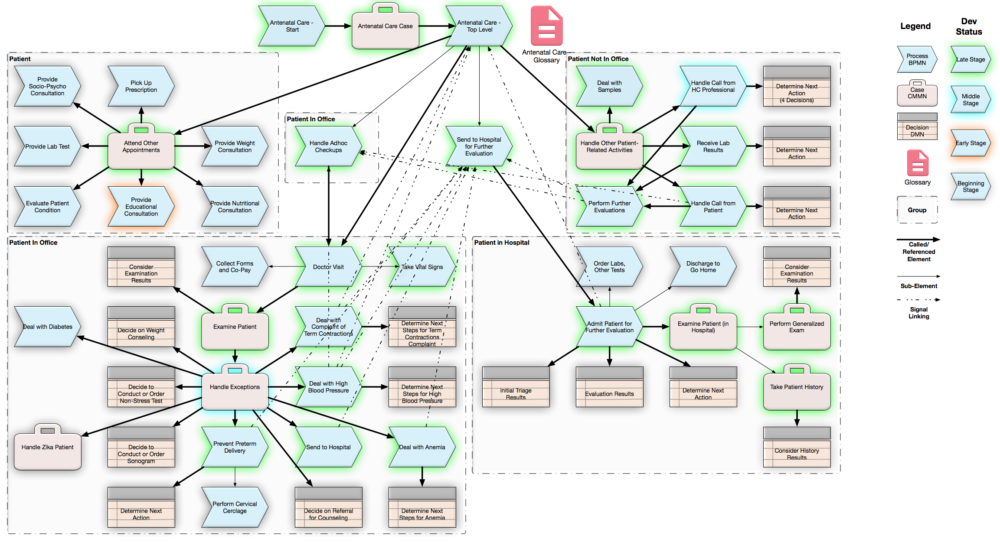 Antenatal Care -
Start
Antenatal Care Case
Antenatal Care -
Top Level
Antenatal Care
Glossary
Legend
Dev
Status
Process
BPMN
Late Stage
Case
CMMN
Middle
Stage
Decision
DMN
Early Stage
Glossary
Beginning
Stage
Group
Called/
Referenced
Element
Sub-Element
Signal
Linking
Patient
Provide
Socio-Psycho
Consultation
Pick Up
Prescription
Provide Lab Test
Attend Other
Appointments
Provide Weight
Consultation
Evaluate Patient
Condition
Provide
Educational
Consultation
Provide Nutritional
Consultation
Patient In Office
Handle Adhoc
Checkups
Send to Hospital
for Further
Evaluation
Patient Not In Office
Deal with
Samples
Handle Call from
HC Professional
Determine Next
Action
(4 Decisions)
Handle Other Patient-
Related Activities
Receive Lab
Results
Determine Next
Action
Perform Further
Evaluations
Handle Call from
Patient
Determine Next
Action
Patient In Office
Consider
Examination
Results
Collect Forms
and Co-Pay
Doctor Visit
Take Vital Signs
Deal with Diabetes
Decide on Weight
Conseling
Examine Patient
Deal with
Complaint of
Term Contractions
Determine Next
Steps for Term
Contractions
Complaint
Decide to
Conduct or Order
Non-Stress Test
Handle Exceptions
Deal with High
Blood Pressure
Determine Next
Steps for High
Blood Pressure
Handle Zika Patient
Decide to
Conduct or Order
Sonogram
Prevent Preterm
Delivery
Send to Hospital
Deal with Anemia
Determine Next
Action
Perform Cervical
Cerclage
Decide on Referral
for Counseling
Determine Next
Steps for Anemia
Patient in Hospital
Order Labs,
Other Tests
Discharge to
Go Home
Consider
Examination
Results
Admit Patient for
Further Evaluation
Examine Patient (in
Hospital)
Perform Generalized
Exam
Initial Triage
Results
Evaluation Results
Determine Next
Action
Take Patient History
Consider History
Results